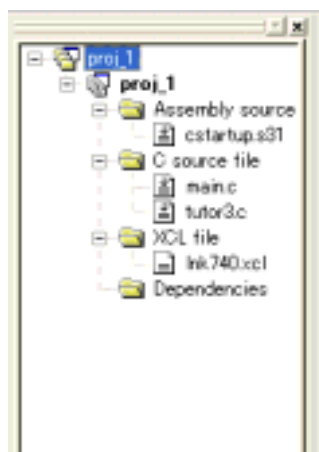 proj_1
proj_1
Assembly source
cstartup.s31
C source file
main.c
tutor3.c
XCL file
lnk740.xcl
Dependencies